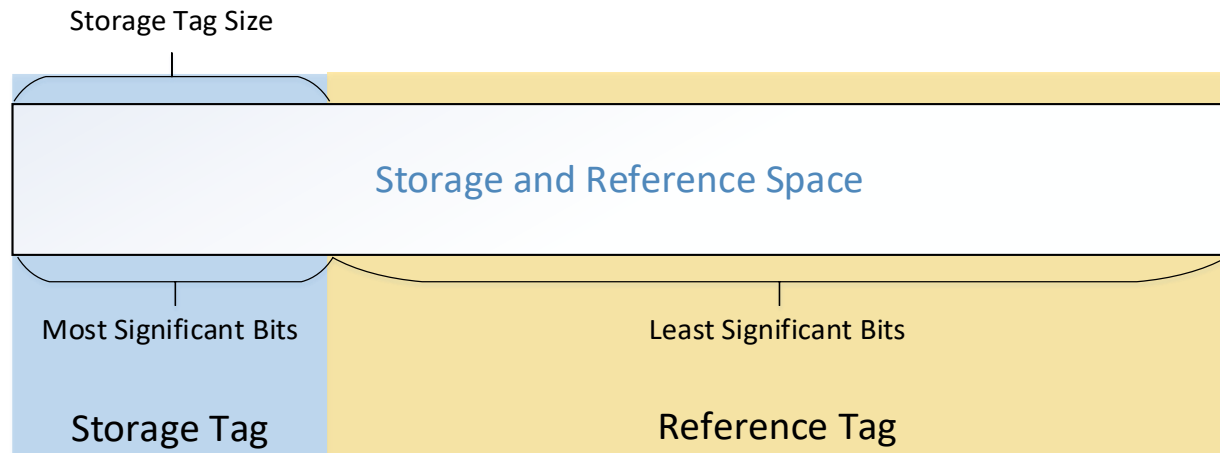 Storage Tag Size
Storage and Reference Space
Most Significant Bits
Least Significant Bits
Storage Tag
Reference Tag